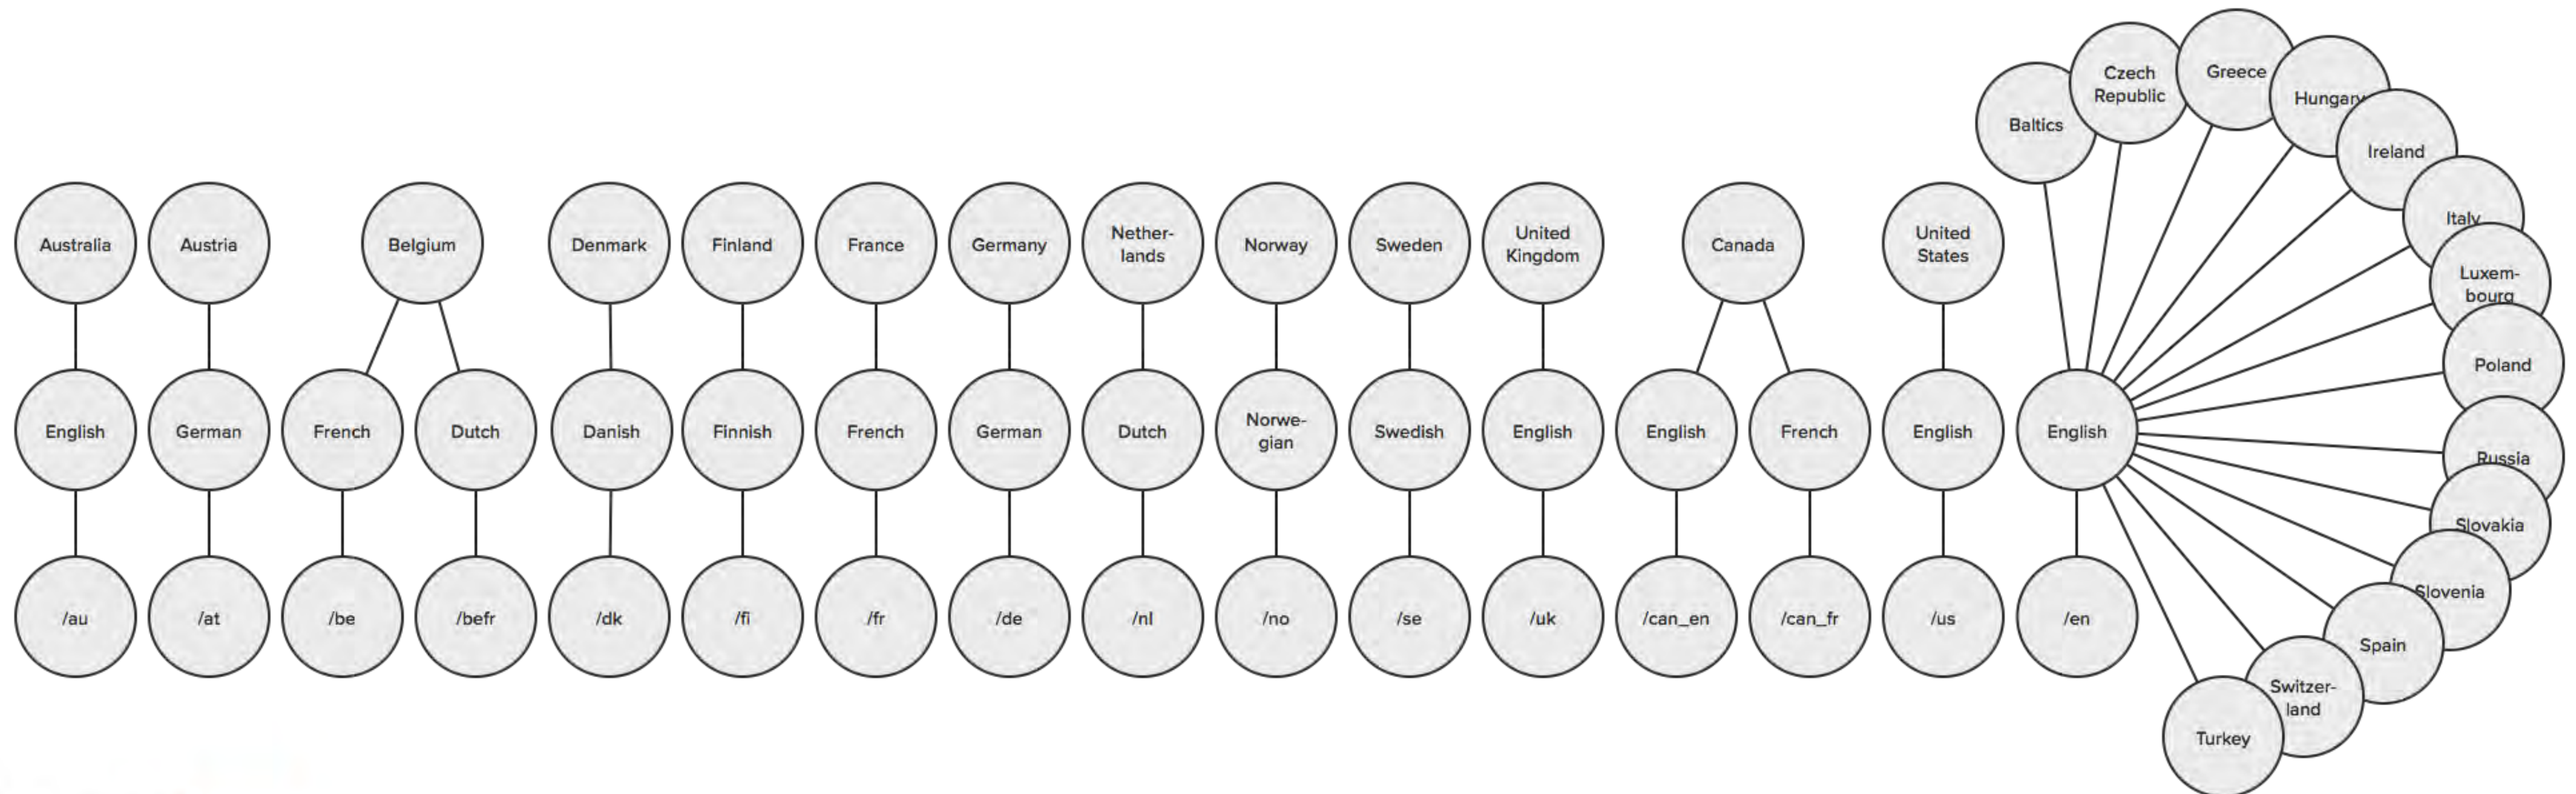 Baltics
Czech
Republic
Greece
Hungary
Ireland
Italy
Luxem-
bourg
Poland
Russia
Slovakia
Slovenia
Spain
Switzer-
land
Turkey
Australia
Austria
Belgium
Denmark
Finland
France
Germany
Nether-
lands
Norway
Sweden
United
Kingdom
Canada
United
States
English
German
French
Dutch
Danish
Finnish
French
German
Dutch
Norwe-
gian
Swedish
English
English
French
English
English
/au
/at
/be
/befr
/dk
/fi
/fr
/de
/nl
/no
/se
/uk
/can_en
/can_fr
/us
/en